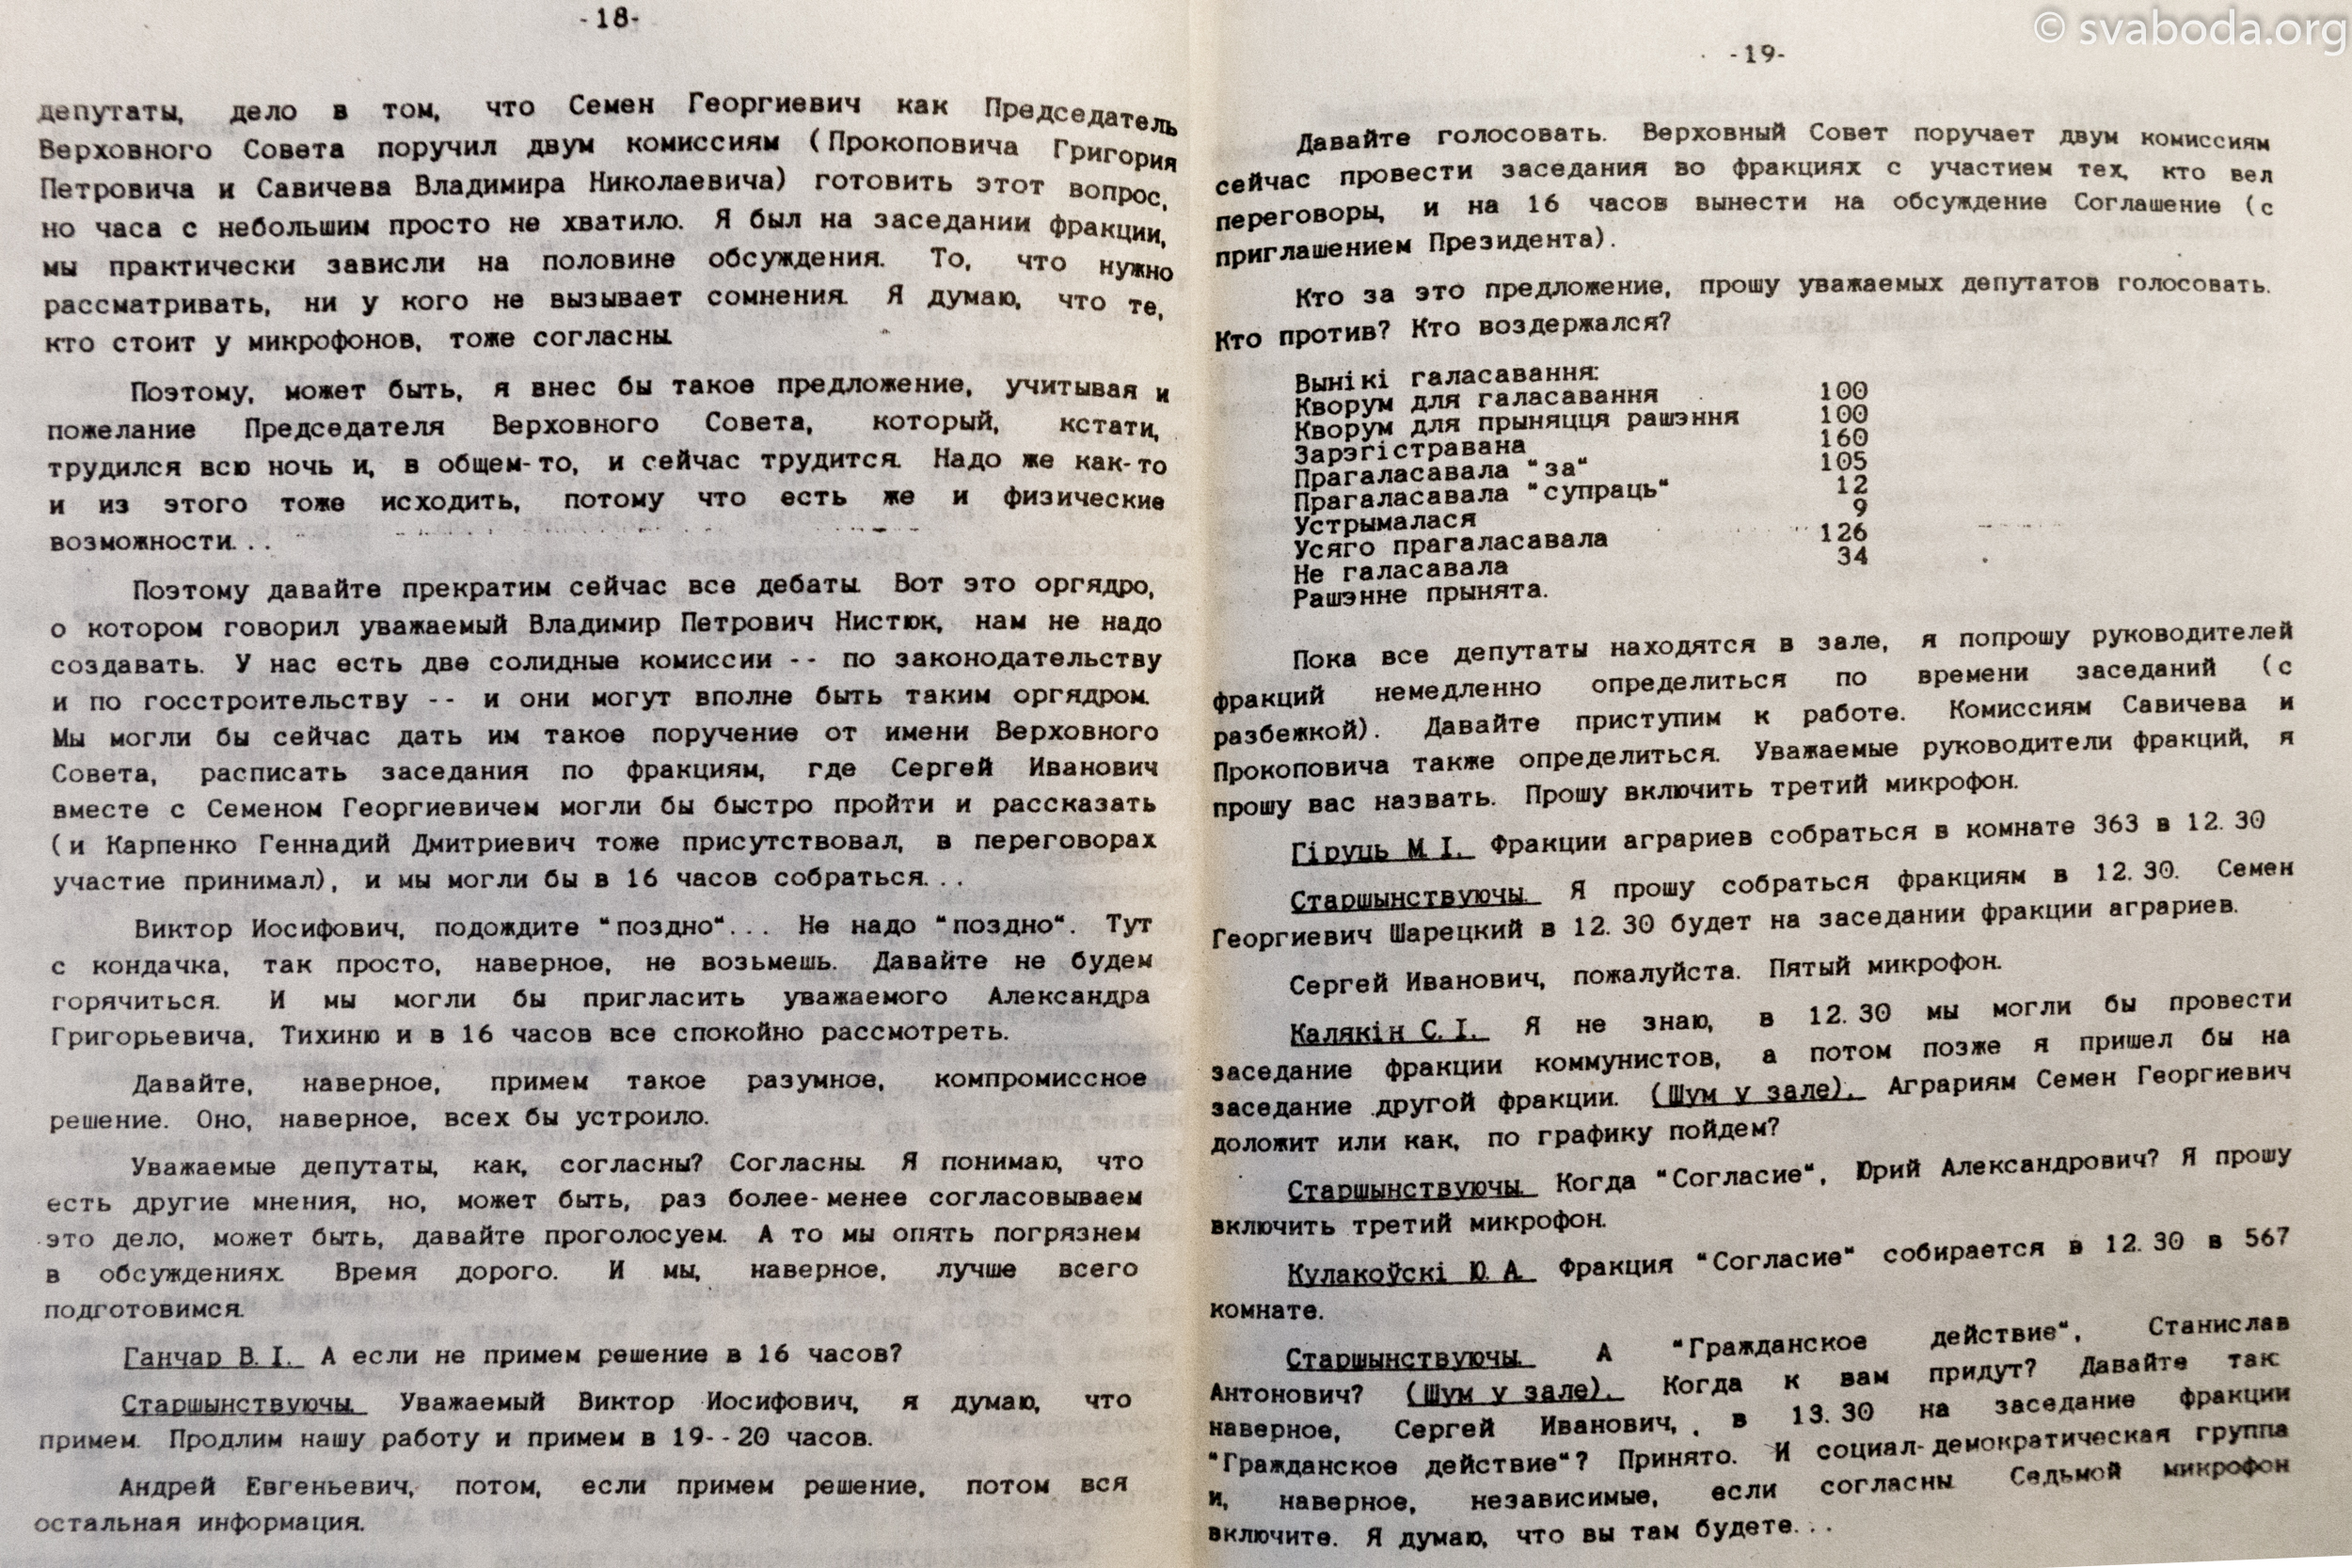 © svaboda.org
-18-
депутаты, дело в том, что Семен Георгиевич как Председатель
Верховного Совета поручил двум комиссиям (Прокоповича Григория
Петровича и Савичева Владимира Николаевича) готовить этот вопрос,
но часа с небольшим просто не хватило. Я был на заседании фракции,
мы практически зависли на половине обсуждения. То, что нужно
рассматривать, ни у кого не вызывает сомнения. Я думаю, что те,
кто стоит у микрофонов, тоже согласны.
Поэтому, может быть, я внес бы такое предложение, учитывая и
пожелание Председателя Верховного Совета, который, кстати,
трудился всю ночь и, в общем-то, и сейчас трудится. Надо же как-то
и из этого тоже исходить, потому что есть же и физические
возможности...
Поэтому давайте прекратим сейчас все дебаты. Вот это оргядро,
о котором говорил уважаемый Владимир Петрович Нистюк, нам не надо
создавать. У нас есть две солидные комиссии -- по законодательству
и по госстроительству -- и они могут вполне быть таким оргядром.
Мы могли бы сейчас дать им такое поручение от имени Верховного
Совета, расписать заседания по фракциям, где Сергей Иванович
вместе с Семеном Георгиевичем могли бы быстро пройти и рассказать
(и Карпенко Геннадий Дмитриевич тоже присутствовал, в переговорах
участие принимал), и мы могли бы в 16 часов собраться...
Виктор Иосифович, подождите "поздно"... Не надо "поздно". Тут
с кондачка, так просто, наверное, не возьмешь. Давайте не будем
горячиться. И мы могли бы пригласить уважаемого Александра
Григорьевича, Тихиню и в 16 часов все спокойно рассмотреть.
Давайте, наверное, примем такое разумное, компромиссное
решение. Оно, наверное, всех бы устроило.
Уважаемые депутаты, как, согласны? Согласны. Я понимаю, что
есть другие мнения, но, может быть, раз более-менее согласовываем
это дело, может быть, давайте проголосуем. А то мы опять погрязнем
в обсуждениях. Время дорого. И мы, наверное, лучше всего
подготовимся.
Ганчар В.І. А если не примем решение в 16 часов?
Старшынствуючы. Уважаемый Виктор Иосифович, я думаю, что
примем. Продлим нашу работу и примем в 19--20 часов.
Андрей Евгеньевич, потом, если примем решение, потом вся
остальная информация.
-19-
Давайте голосовать. Верховный Совет поручает двум комиссиям
сейчас провести заседания во фракциях с участием тех, кто вел
переговоры, и на 16 часов вынести на обсуждение Соглашение (с
приглашением Президента).
Кто за это предложение, прошу уважаемых депутатов голосовать.
Кто против? Кто воздержался?
Вынікі галасавання:
Кворум для галасавання 100
Кворум для прыняцця рашэння 100
Зарэгістравана 160
Прагаласавала "за" 105
Прагаласавала "супраць" 12
Устрымалася 9
Усяго прагаласавала 126
Не галасавала 34
Рашэнне прынята.
Пока все депутаты находятся в зале, я попрошу руководителей
фракций немедленно определиться по времени заседаний (с
разбежкой). Давайте приступим к работе. Комиссиям Савичева и
Прокоповича также определиться. Уважаемые руководители фракций, я
прошу вас назвать. Прошу включить третий микрофон.
Гіруць М.І. Фракции аграриев собраться в комнате 363 в 12.30
Старшынствуючы. Я прошу собраться фракциям в 12.30. Семен
Георгиевич Шарецкий в 12.30 будет на заседании фракции аграриев.
Сергей Иванович, пожалуйста. Пятый микрофон.
Калякін С.І. Я не знаю, в 12.30 мы могли бы провести
заседание фракции коммунистов, а потом позже я пришел бы на
заседание другой фракции. (Шум у зале). Аграриям Семен Георгиевич
доложит или как, по графику пойдем?
Старшынствуючы. Когда "Согласие", Юрий Александрович? Я прошу
включить третий микрофон.
Кулакоўскі Ю.А. Фракция "Согласие" собирается в 12.30 в 567
комнате.
Старшынствуючы. А "Гражданское действие", Станислав
Антонович? (Шум у зале). Когда к вам придут? Давайте так:
наверное, Сергей Иванович, в 13.30 на заседание фракции
"Гражданское действие"? Принято. И социал-демократическая группа
и, наверное, независимые, если согласны. Седьмой микрофон
включите. Я думаю, что вы там будете...